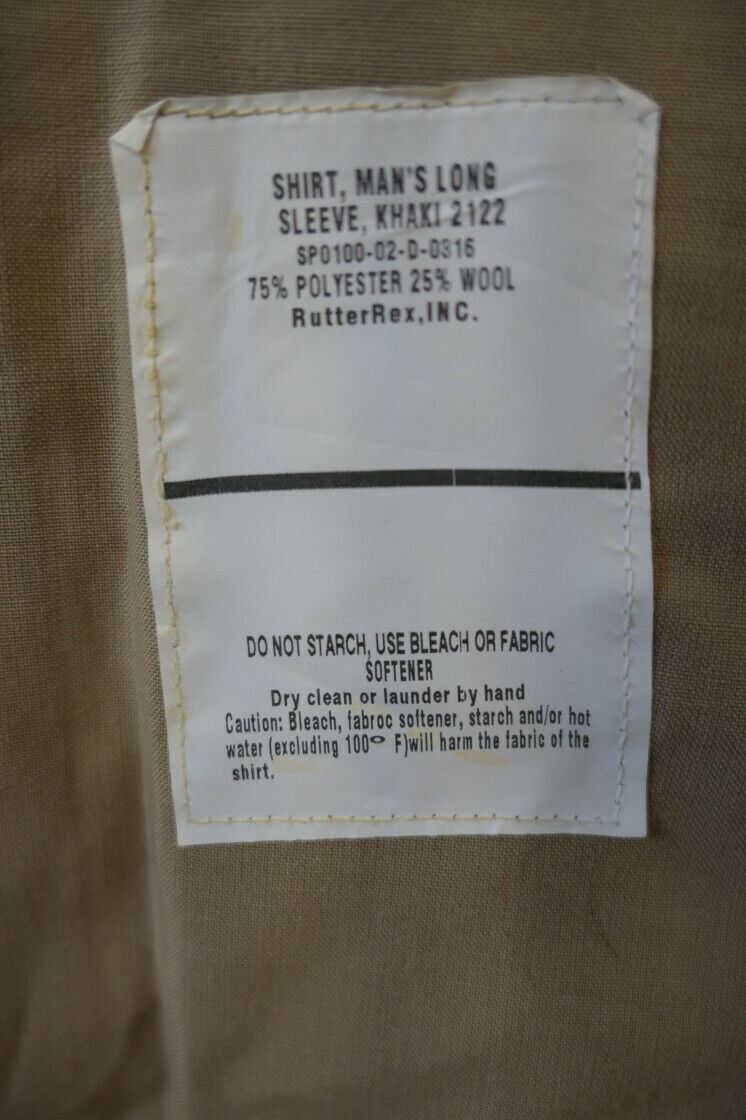 SHIRT, MAN'S LONG
SLEEVE, KHAKI 2122
SP0100-02-D-0316
75% POLYESTER 25% WOOL
RutterRex,INC.
DO NOT STARCH, USE BLEACH OR FABRIC
SOFTENER
Dry clean or launder by hand
Caution: Bleach, fabroc softener, starch and/or hot
water (excluding 100° F)will harm the fabric of the
shirt.